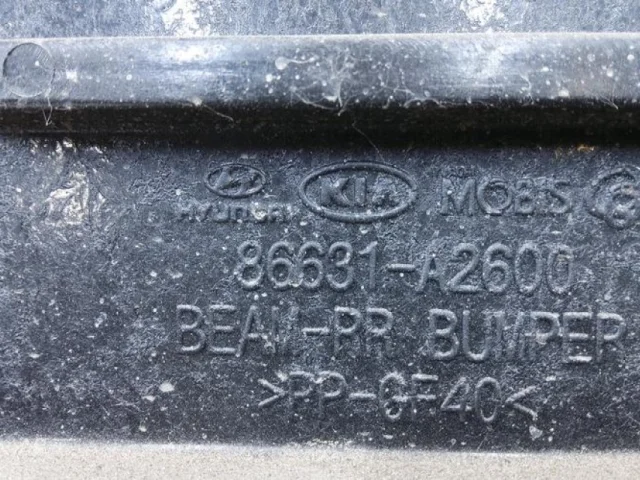 HYUNDAI KIA MOBIS
86631-A2600
BEAM-RR BUMPER
>PP-GF40<